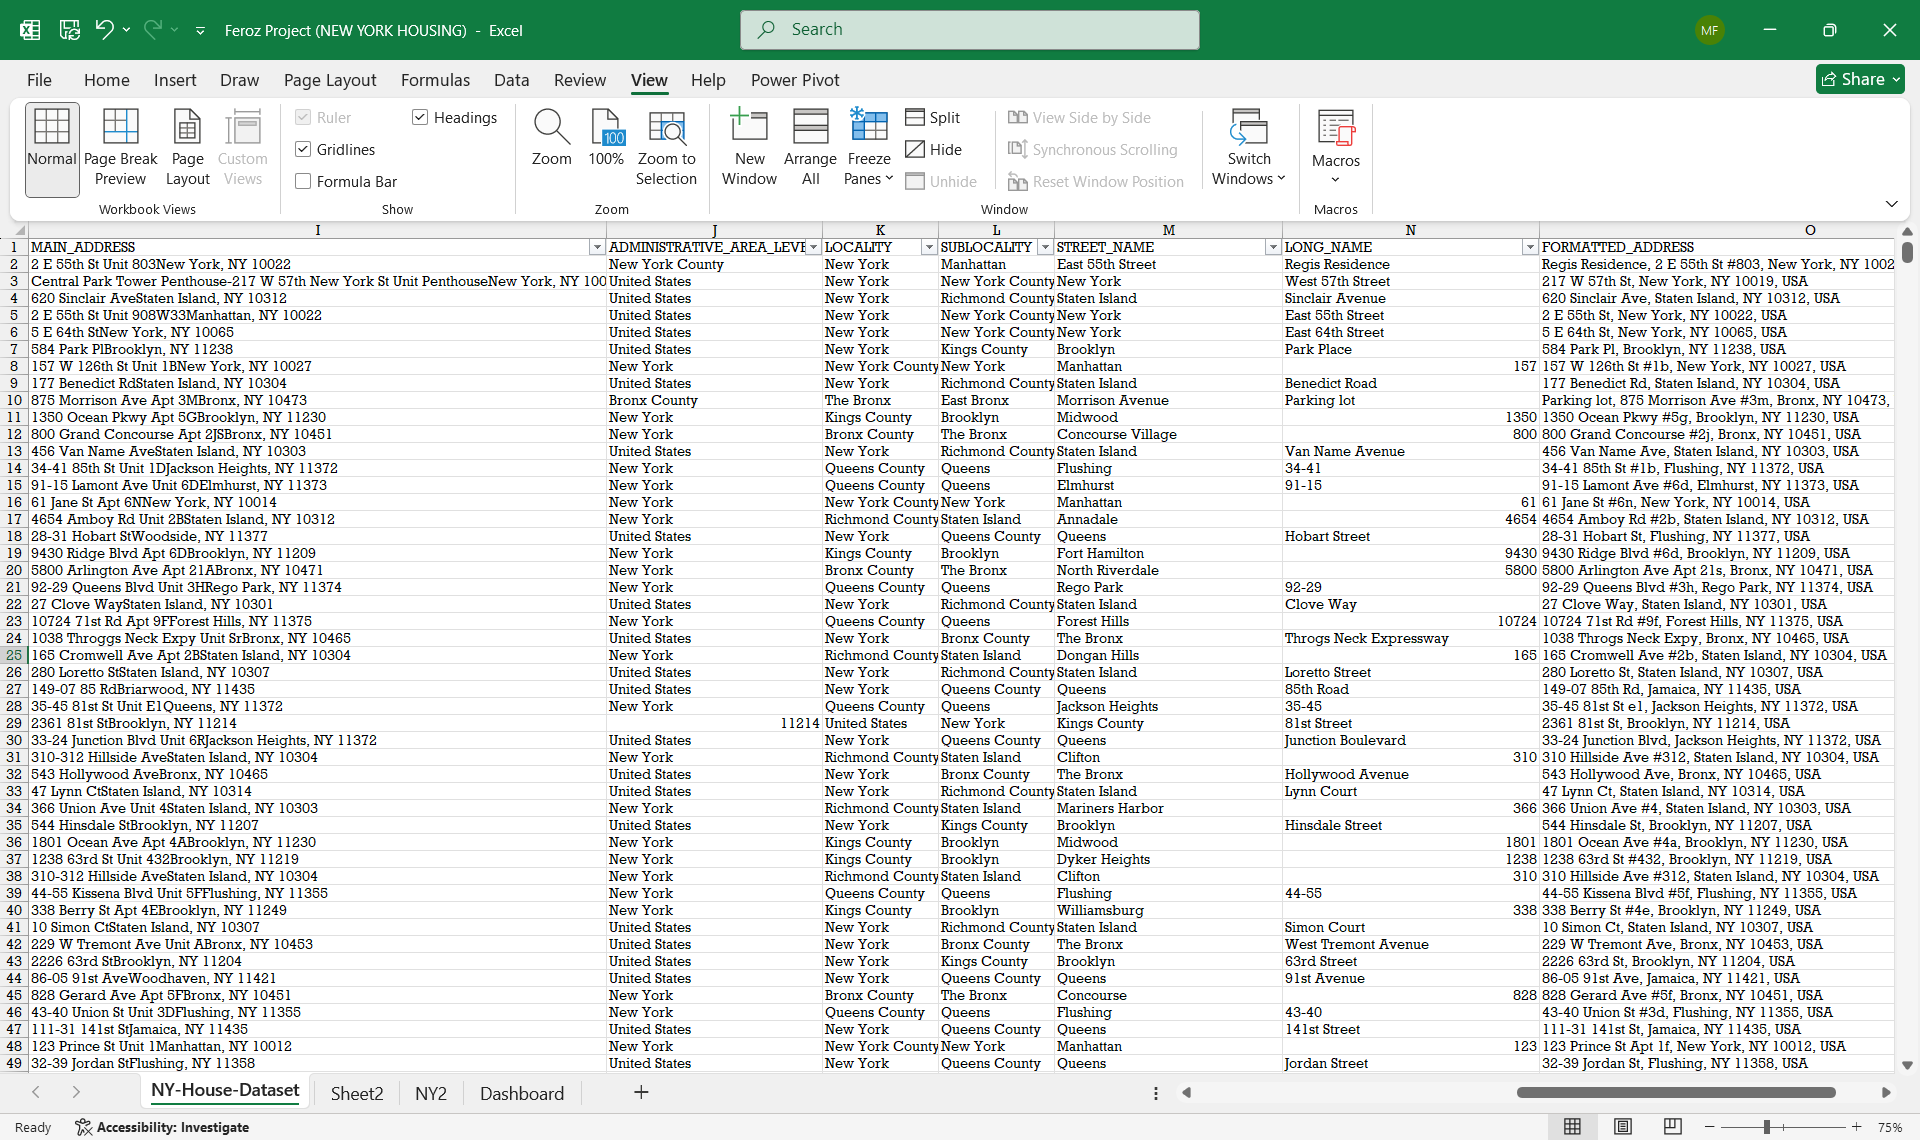 Feroz Project (NEW YORK HOUSING) - Excel
Search
MF
File Home Insert Draw Page Layout Formulas Data Review View Help Power Pivot
Share
Normal
Page Break Preview
Page Layout
Custom Views
Workbook Views
Ruler
Headings
Gridlines
Formula Bar
Show
Zoom
100
100%
Zoom to Selection
Zoom
New Window
Arrange All
Freeze Panes
Split
Hide
Unhide
View Side by Side
Synchronous Scrolling
Reset Window Position
Switch Windows
Window
Macros
Macros
I J K L M N O
1 MAIN_ADDRESS ADMINISTRATIVE_AREA_LEVE LOCALITY SUBLOCALITY STREET_NAME LONG_NAME FORMATTED_ADDRESS
2 2 E 55th St Unit 803New York, NY 10022 New York County New York Manhattan East 55th Street Regis Residence Regis Residence, 2 E 55th St #803, New York, NY 1002
3 Central Park Tower Penthouse-217 W 57th New York St Unit PenthouseNew York, NY 100 United States New York New York County New York West 57th Street 217 W 57th St, New York, NY 10019, USA
4 620 Sinclair AveStaten Island, NY 10312 United States New York Richmond County Staten Island Sinclair Avenue 620 Sinclair Ave, Staten Island, NY 10312, USA
5 2 E 55th St Unit 908W33Manhattan, NY 10022 United States New York New York County New York East 55th Street 2 E 55th St, New York, NY 10022, USA
6 5 E 64th StNew York, NY 10065 United States New York New York County New York East 64th Street 5 E 64th St, New York, NY 10065, USA
7 584 Park PlBrooklyn, NY 11238 United States New York Kings County Brooklyn Park Place 584 Park Pl, Brooklyn, NY 11238, USA
8 157 W 126th St Unit 1BNew York, NY 10027 New York New York County New York Manhattan 157 157 W 126th St #1b, New York, NY 10027, USA
9 177 Benedict RdStaten Island, NY 10304 United States New York Richmond County Staten Island Benedict Road 177 Benedict Rd, Staten Island, NY 10304, USA
10 875 Morrison Ave Apt 3MBronx, NY 10473 Bronx County The Bronx East Bronx Morrison Avenue Parking lot Parking lot, 875 Morrison Ave #3m, Bronx, NY 10473,
11 1350 Ocean Pkwy Apt 5GBrooklyn, NY 11230 New York Kings County Brooklyn Midwood 1350 1350 Ocean Pkwy #5g, Brooklyn, NY 11230, USA
12 800 Grand Concourse Apt 2JSBronx, NY 10451 New York Bronx County The Bronx Concourse Village 800 800 Grand Concourse #2j, Bronx, NY 10451, USA
13 456 Van Name AveStaten Island, NY 10303 United States New York Richmond County Staten Island Van Name Avenue 456 Van Name Ave, Staten Island, NY 10303, USA
14 34-41 85th St Unit 1DJackson Heights, NY 11372 New York Queens County Queens Flushing 34-41 34-41 85th St #1b, Flushing, NY 11372, USA
15 91-15 Lamont Ave Unit 6DElmhurst, NY 11373 New York Queens County Queens Elmhurst 91-15 91-15 Lamont Ave #6d, Elmhurst, NY 11373, USA
16 61 Jane St Apt 6NNew York, NY 10014 New York New York County New York Manhattan 61 61 Jane St #6n, New York, NY 10014, USA
17 4654 Amboy Rd Unit 2BStaten Island, NY 10312 New York Richmond County Staten Island Annadale 4654 4654 Amboy Rd #2b, Staten Island, NY 10312, USA
18 28-31 Hobart StWoodside, NY 11377 United States New York Queens County Queens Hobart Street 28-31 Hobart St, Flushing, NY 11377, USA
19 9430 Ridge Blvd Apt 6DBrooklyn, NY 11209 New York Kings County Brooklyn Fort Hamilton 9430 9430 Ridge Blvd #6d, Brooklyn, NY 11209, USA
20 5800 Arlington Ave Apt 21ABronx, NY 10471 New York Bronx County The Bronx North Riverdale 5800 5800 Arlington Ave Apt 21s, Bronx, NY 10471, USA
21 92-29 Queens Blvd Unit 3HRego Park, NY 11374 New York Queens County Queens Rego Park 92-29 92-29 Queens Blvd #3h, Rego Park, NY 11374, USA
22 27 Clove WayStaten Island, NY 10301 United States New York Richmond County Staten Island Clove Way 27 Clove Way, Staten Island, NY 10301, USA
23 10724 71st Rd Apt 9FForest Hills, NY 11375 New York Queens County Queens Forest Hills 10724 10724 71st Rd #9f, Forest Hills, NY 11375, USA
24 1038 Throggs Neck Expy Unit SrBronx, NY 10465 United States New York Bronx County The Bronx Throgs Neck Expressway 1038 Throgs Neck Expy, Bronx, NY 10465, USA
25 165 Cromwell Ave Apt 2BStaten Island, NY 10304 New York Richmond County Staten Island Dongan Hills 165 165 Cromwell Ave #2b, Staten Island, NY 10304, USA
26 280 Loretto StStaten Island, NY 10307 United States New York Richmond County Staten Island Loretto Street 280 Loretto St, Staten Island, NY 10307, USA
27 149-07 85 RdBriarwood, NY 11435 United States New York Queens County Queens 85th Road 149-07 85th Rd, Jamaica, NY 11435, USA
28 35-45 81st St Unit E1Queens, NY 11372 New York Queens County Queens Jackson Heights 35-45 35-45 81st St e1, Jackson Heights, NY 11372, USA
29 2361 81st StBrooklyn, NY 11214 11214 United States New York Kings County 81st Street 2361 81st St, Brooklyn, NY 11214, USA
30 33-24 Junction Blvd Unit 6RJackson Heights, NY 11372 United States New York Queens County Queens Junction Boulevard 33-24 Junction Blvd, Jackson Heights, NY 11372, USA
31 310-312 Hillside AveStaten Island, NY 10304 New York Richmond County Staten Island Clifton 310 310 Hillside Ave #312, Staten Island, NY 10304, USA
32 543 Hollywood AveBronx, NY 10465 United States New York Bronx County The Bronx Hollywood Avenue 543 Hollywood Ave, Bronx, NY 10465, USA
33 47 Lynn CtStaten Island, NY 10314 United States New York Richmond County Staten Island Lynn Court 47 Lynn Ct, Staten Island, NY 10314, USA
34 366 Union Ave Unit 4Staten Island, NY 10303 New York Richmond County Staten Island Mariners Harbor 366 366 Union Ave #4, Staten Island, NY 10303, USA
35 544 Hinsdale StBrooklyn, NY 11207 United States New York Kings County Brooklyn Hinsdale Street 544 Hinsdale St, Brooklyn, NY 11207, USA
36 1801 Ocean Ave Apt 4ABrooklyn, NY 11230 New York Kings County Brooklyn Midwood 1801 1801 Ocean Ave #4a, Brooklyn, NY 11230, USA
37 1238 63rd St Unit 432Brooklyn, NY 11219 New York Kings County Brooklyn Dyker Heights 1238 1238 63rd St #432, Brooklyn, NY 11219, USA
38 310-312 Hillside AveStaten Island, NY 10304 New York Richmond County Staten Island Clifton 310 310 Hillside Ave #312, Staten Island, NY 10304, USA
39 44-55 Kissena Blvd Unit 5FFlushing, NY 11355 New York Queens County Queens Flushing 44-55 44-55 Kissena Blvd #5f, Flushing, NY 11355, USA
40 338 Berry St Apt 4EBrooklyn, NY 11249 New York Kings County Brooklyn Williamsburg 338 338 Berry St #4e, Brooklyn, NY 11249, USA
41 10 Simon CtStaten Island, NY 10307 United States New York Richmond County Staten Island Simon Court 10 Simon Ct, Staten Island, NY 10307, USA
42 229 W Tremont Ave Unit ABronx, NY 10453 United States New York Bronx County The Bronx West Tremont Avenue 229 W Tremont Ave, Bronx, NY 10453, USA
43 2226 63rd StBrooklyn, NY 11204 United States New York Kings County Brooklyn 63rd Street 2226 63rd St, Brooklyn, NY 11204, USA
44 86-05 91st AveWoodhaven, NY 11421 United States New York Queens County Queens 91st Avenue 86-05 91st Ave, Jamaica, NY 11421, USA
45 828 Gerard Ave Apt 5FBronx, NY 10451 New York Bronx County The Bronx Concourse 828 828 Gerard Ave #5f, Bronx, NY 10451, USA
46 43-40 Union St Unit 3DFlushing, NY 11355 New York Queens County Queens Flushing 43-40 43-40 Union St #3d, Flushing, NY 11355, USA
47 111-31 141st StJamaica, NY 11435 United States New York Queens County Queens 141st Street 111-31 141st St, Jamaica, NY 11435, USA
48 123 Prince St Unit 1Manhattan, NY 10012 New York New York County New York Manhattan 123 123 Prince St Apt 1f, New York, NY 10012, USA
49 32-39 Jordan StFlushing, NY 11358 United States New York Queens County Queens Jordan Street 32-39 Jordan St, Flushing, NY 11358, USA
NY-House-Dataset Sheet2 NY2 Dashboard
Ready Accessibility: Investigate 75%